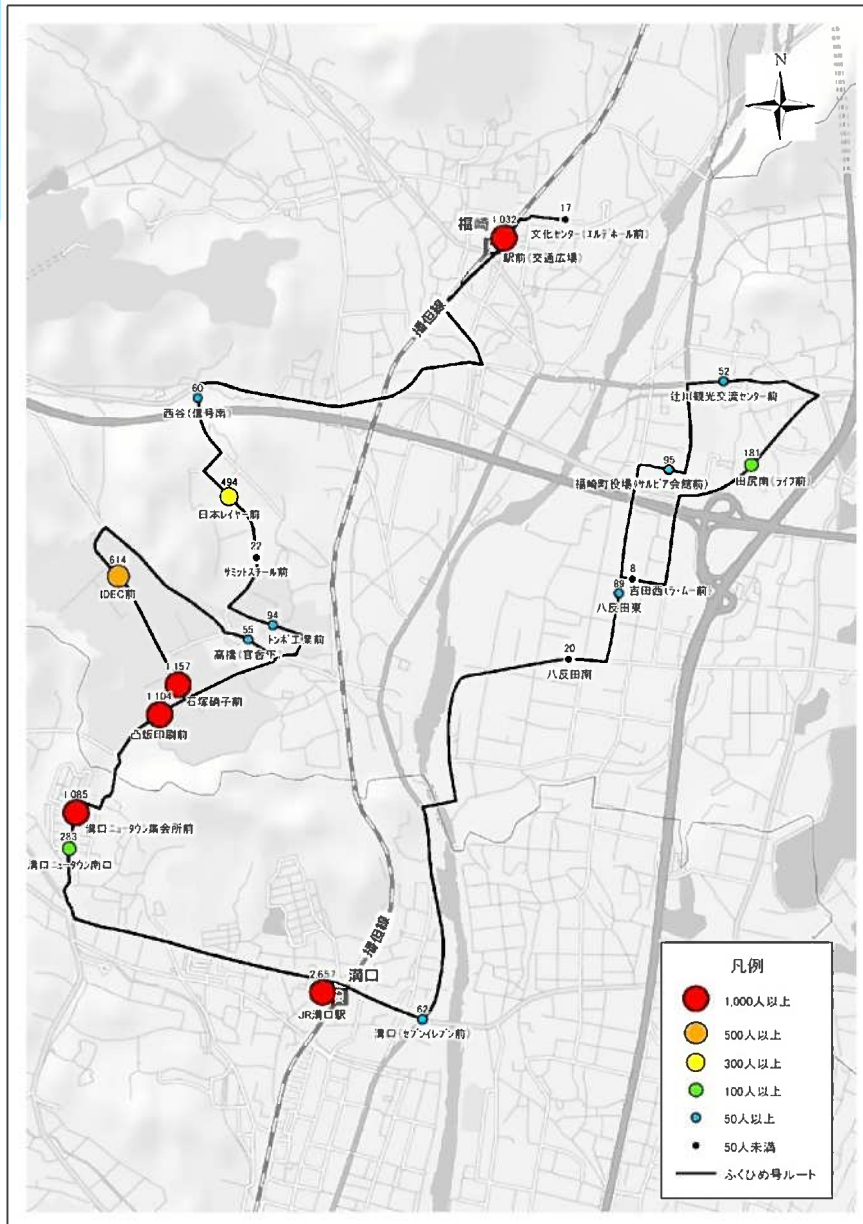 N
17
1,032
福崎
文化センター(エルデホール前)
駅前(交通広場)
播但線
60
西谷(信号南)
52
辻川観光交流センター前
181
田尻南(ライフ前)
95
福崎町役場(サルビア会館前)
494
日本レイヤー前
22
サミットスチール前
614
IDEC前
8
吉田西(ラ・ムー前)
89
八反田東
94
トンボ工業前
55
高橋(官舎下)
20
八反田南
1,157
石塚硝子前
1,104
凸版印刷前
1,085
溝口ニュータウン集会所前
283
溝口ニュータウン南口
播但線
2,657
溝口
JR溝口駅
62
溝口(セブンイレブン前)
凡例
1,000人以上
500人以上
300人以上
100人以上
50人以上
50人未満
ふくひめ号ルート